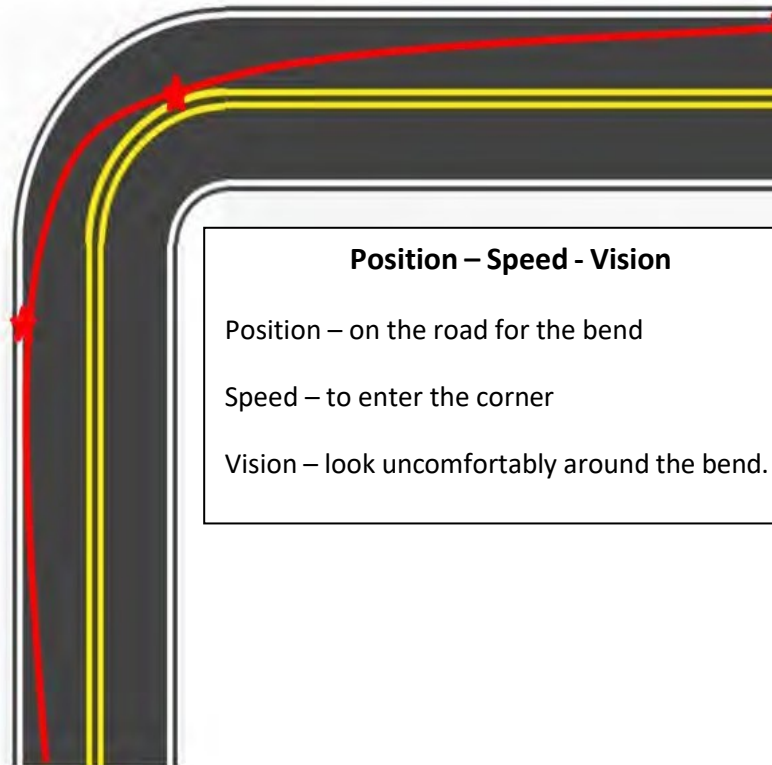 Position – Speed - Vision
Position – on the road for the bend
Speed – to enter the corner
Vision – look uncomfortably around the bend.